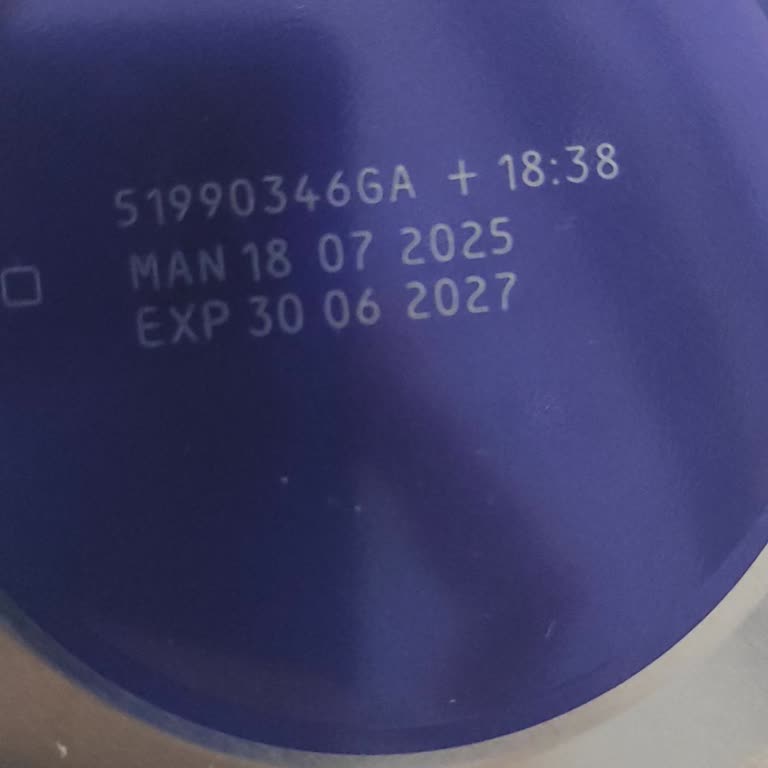 51990346GA + 18:38
MAN 18 07 2025
EXP 30 06 2027